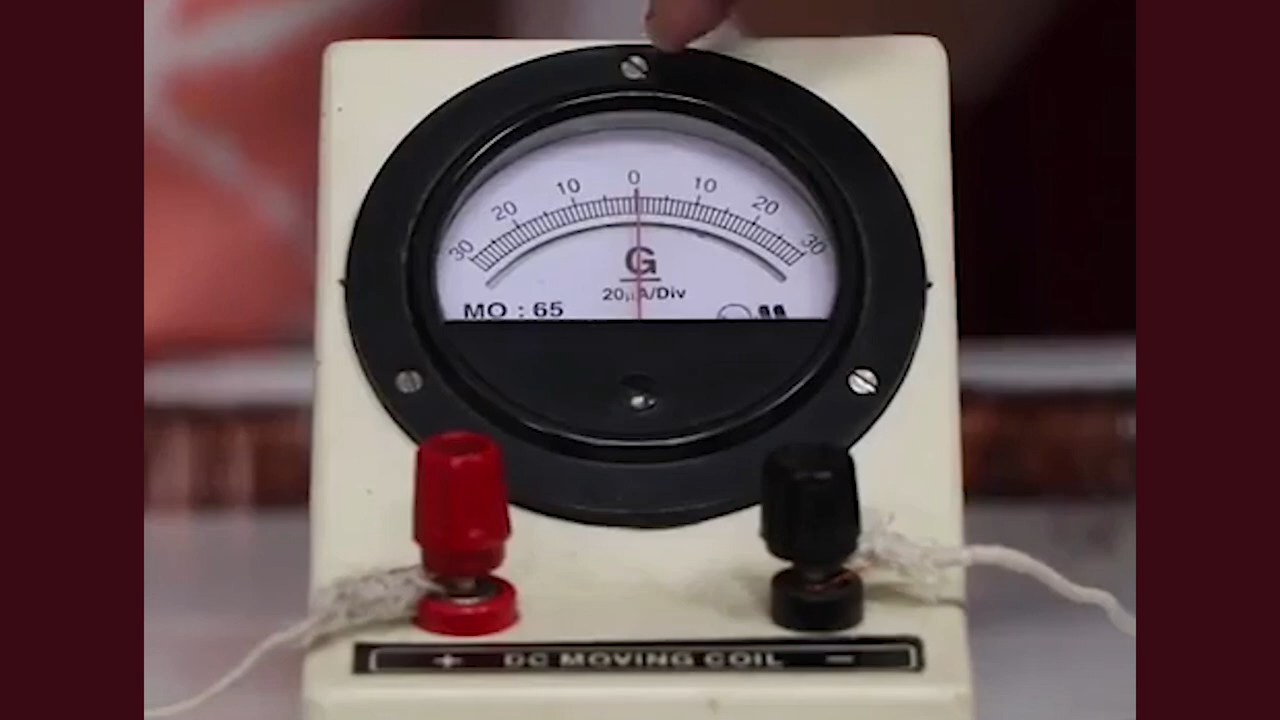 30 20 10 0 10 20 30
G
20µA/Div
MO : 65
+ DC MOVING COIL −